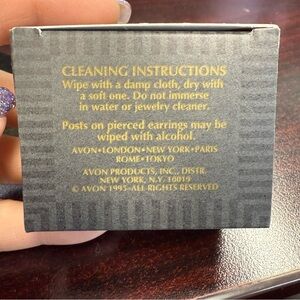 CLEANING INSTRUCTIONS
Wipe with a damp cloth, dry with
a soft one. Do not immerse
in water or jewelry cleaner.
Posts on pierced earrings may be
wiped with alcohol.
AVON•LONDON•NEW YORK•PARIS
ROME•TOKYO
AVON PRODUCTS, INC., DISTR.
NEW YORK, N.Y. 10019
© AVON 1995-ALL RIGHTS RESERVED